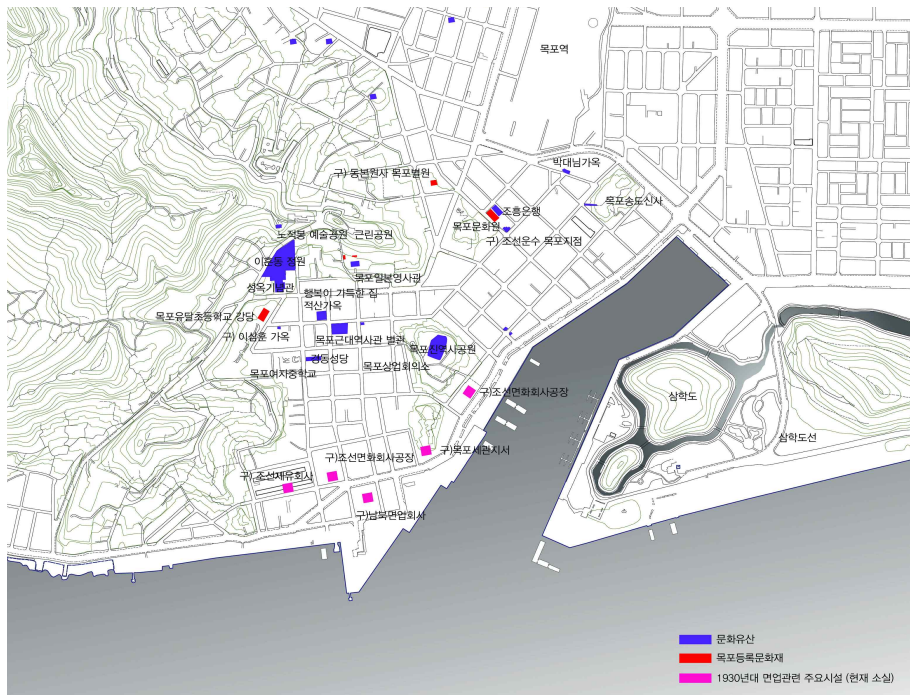 목포역
박대님가옥
구) 동본원사 목포별원
목포송도신사
조흥은행
목포문화원
구) 조선운수 목포지점
노적봉 예술공원 근린공원
이훈동 정원
목포일본영사관
성옥기념관
행복이 가득한 집
적산가옥
목포유달초등학교 강당
구) 이삼훈 가옥
목포근대역사관 별관
목포진역사공원
경동성당
목포상업회의소
목포여자중학교
구)조선면화회사공장
삼학도
삼학도선
구)목포세관지서
구)조선면화회사공장
구) 조선제유회사
구)남북면업회사
문화유산
목포등록문화재
1930년대 면업관련 주요시설 (현재 소실)